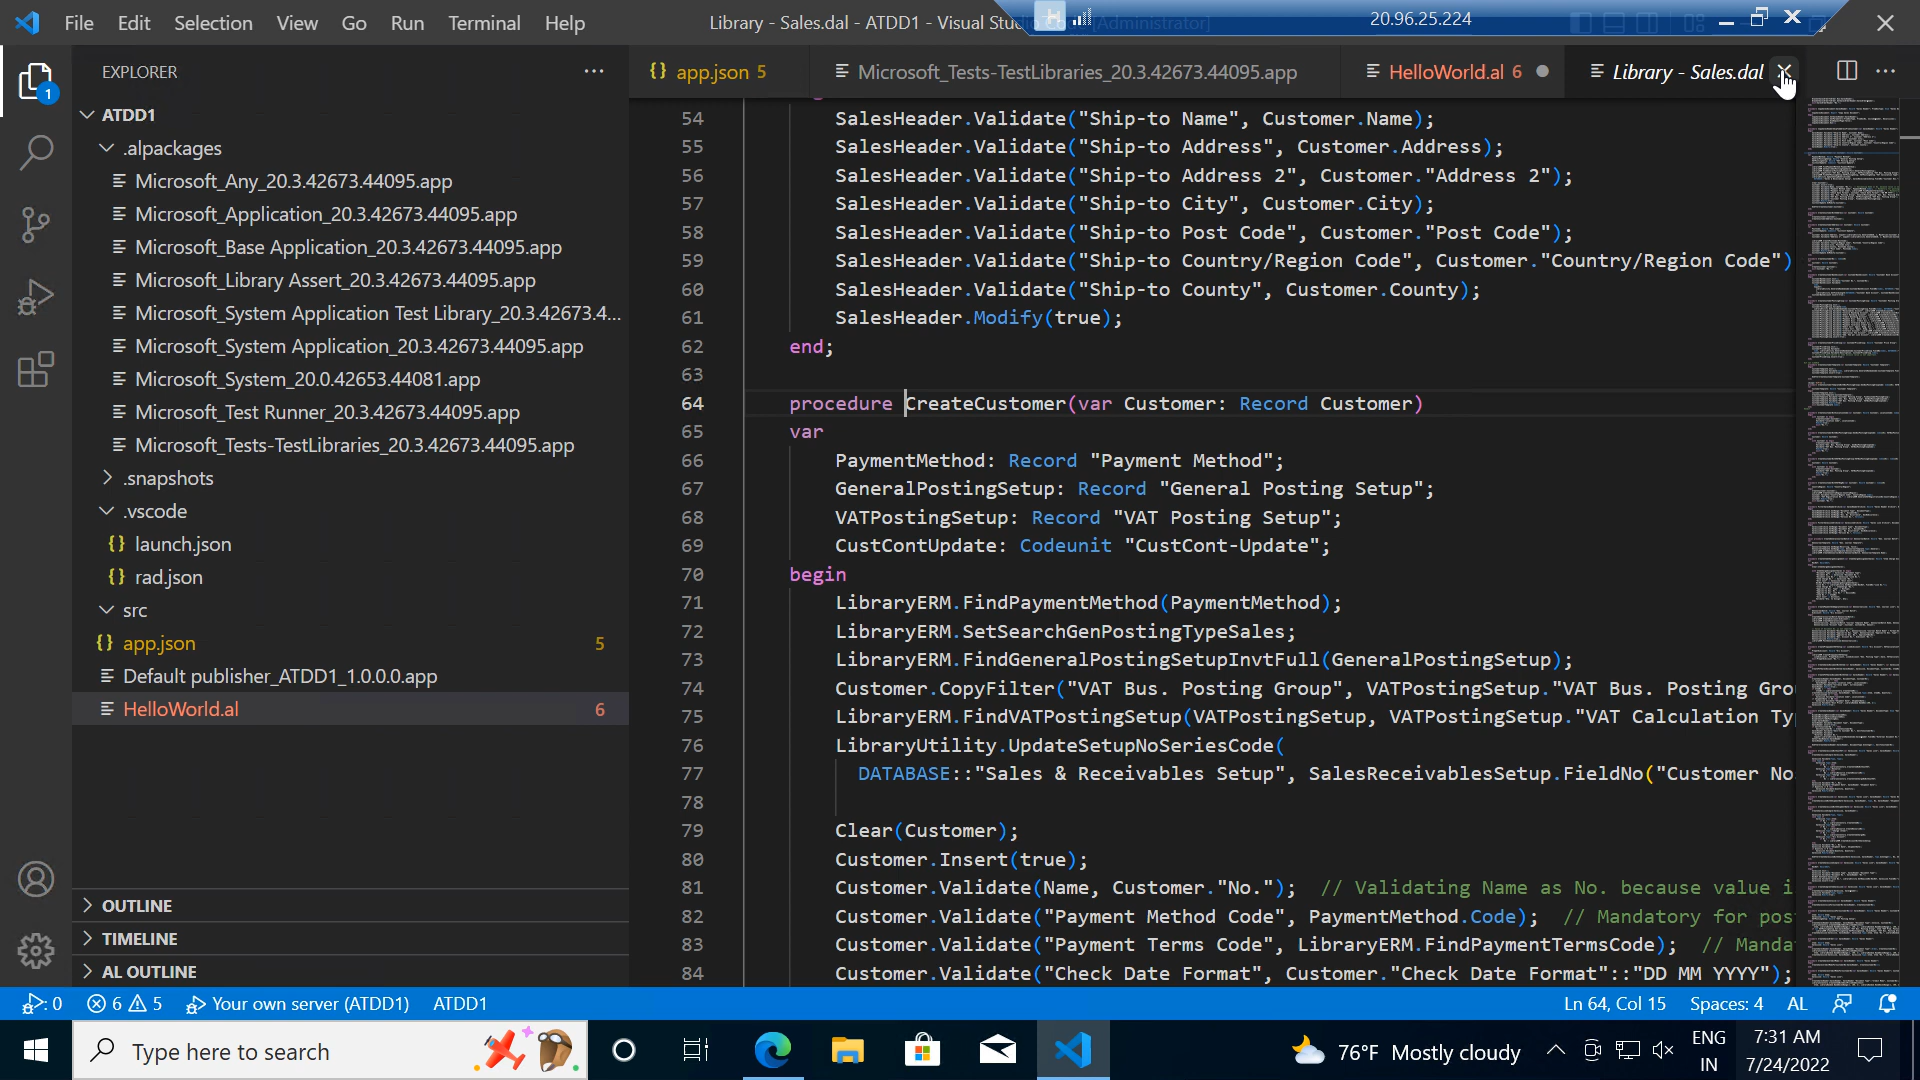 File Edit Selection View Go Run Terminal Help
Library - Sales.dal - ATDD1 - Visual Stud [Administrator]
20.96.25.224
EXPLORER
app.json 5
Microsoft_Tests-TestLibraries_20.3.42673.44095.app
HelloWorld.al 6
Library - Sales.dal
ATDD1
.alpackages
Microsoft_Any_20.3.42673.44095.app
Microsoft_Application_20.3.42673.44095.app
Microsoft_Base Application_20.3.42673.44095.app
Microsoft_Library Assert_20.3.42673.44095.app
Microsoft_System Application Test Library_20.3.42673.4...
Microsoft_System Application_20.3.42673.44095.app
Microsoft_System_20.0.42653.44081.app
Microsoft_Test Runner_20.3.42673.44095.app
Microsoft_Tests-TestLibraries_20.3.42673.44095.app
.snapshots
.vscode
launch.json
rad.json
src
app.json 5
Default publisher_ATDD1_1.0.0.0.app
HelloWorld.al 6
OUTLINE
TIMELINE
AL OUTLINE
54 SalesHeader.Validate("Ship-to Name", Customer.Name);
55 SalesHeader.Validate("Ship-to Address", Customer.Address);
56 SalesHeader.Validate("Ship-to Address 2", Customer."Address 2");
57 SalesHeader.Validate("Ship-to City", Customer.City);
58 SalesHeader.Validate("Ship-to Post Code", Customer."Post Code");
59 SalesHeader.Validate("Ship-to Country/Region Code", Customer."Country/Region Code")
60 SalesHeader.Validate("Ship-to County", Customer.County);
61 SalesHeader.Modify(true);
62 end;
63
64 procedure CreateCustomer(var Customer: Record Customer)
65 var
66 PaymentMethod: Record "Payment Method";
67 GeneralPostingSetup: Record "General Posting Setup";
68 VATPostingSetup: Record "VAT Posting Setup";
69 CustContUpdate: Codeunit "CustCont-Update";
70 begin
71 LibraryERM.FindPaymentMethod(PaymentMethod);
72 LibraryERM.SetSearchGenPostingTypeSales;
73 LibraryERM.FindGeneralPostingSetupInvtFull(GeneralPostingSetup);
74 Customer.CopyFilter("VAT Bus. Posting Group", VATPostingSetup."VAT Bus. Posting Gro
75 LibraryERM.FindVATPostingSetup(VATPostingSetup, VATPostingSetup."VAT Calculation Ty
76 LibraryUtility.UpdateSetupNoSeriesCode(
77 DATABASE::"Sales & Receivables Setup", SalesReceivablesSetup.FieldNo("Customer No
78
79 Clear(Customer);
80 Customer.Insert(true);
81 Customer.Validate(Name, Customer."No."); // Validating Name as No. because value i
82 Customer.Validate("Payment Method Code", PaymentMethod.Code); // Mandatory for pos
83 Customer.Validate("Payment Terms Code", LibraryERM.FindPaymentTermsCode); // Manda
84 Customer.Validate("Check Date Format", Customer."Check Date Format"::"DD MM YYYY");
0 6 5 Your own server (ATDD1) ATDD1
Ln 64, Col 15 Spaces: 4 AL
Type here to search
76°F Mostly cloudy
ENG
IN
7:31 AM
7/24/2022